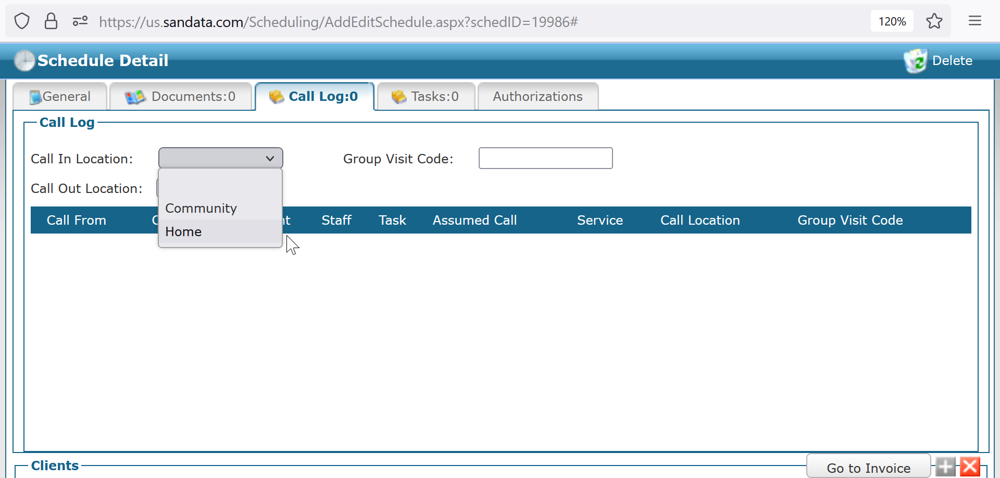 https://us.sandata.com/Scheduling/AddEditSchedule.aspx?schedID=19986#
120%
Schedule Detail
Delete
General
Documents:0
Call Log:0
Tasks:0
Authorizations
Call Log
Call In Location:
Group Visit Code:
Call Out Location:
Community
Home
Call From
Staff
Task
Assumed Call
Service
Call Location
Group Visit Code
Clients
Go to Invoice